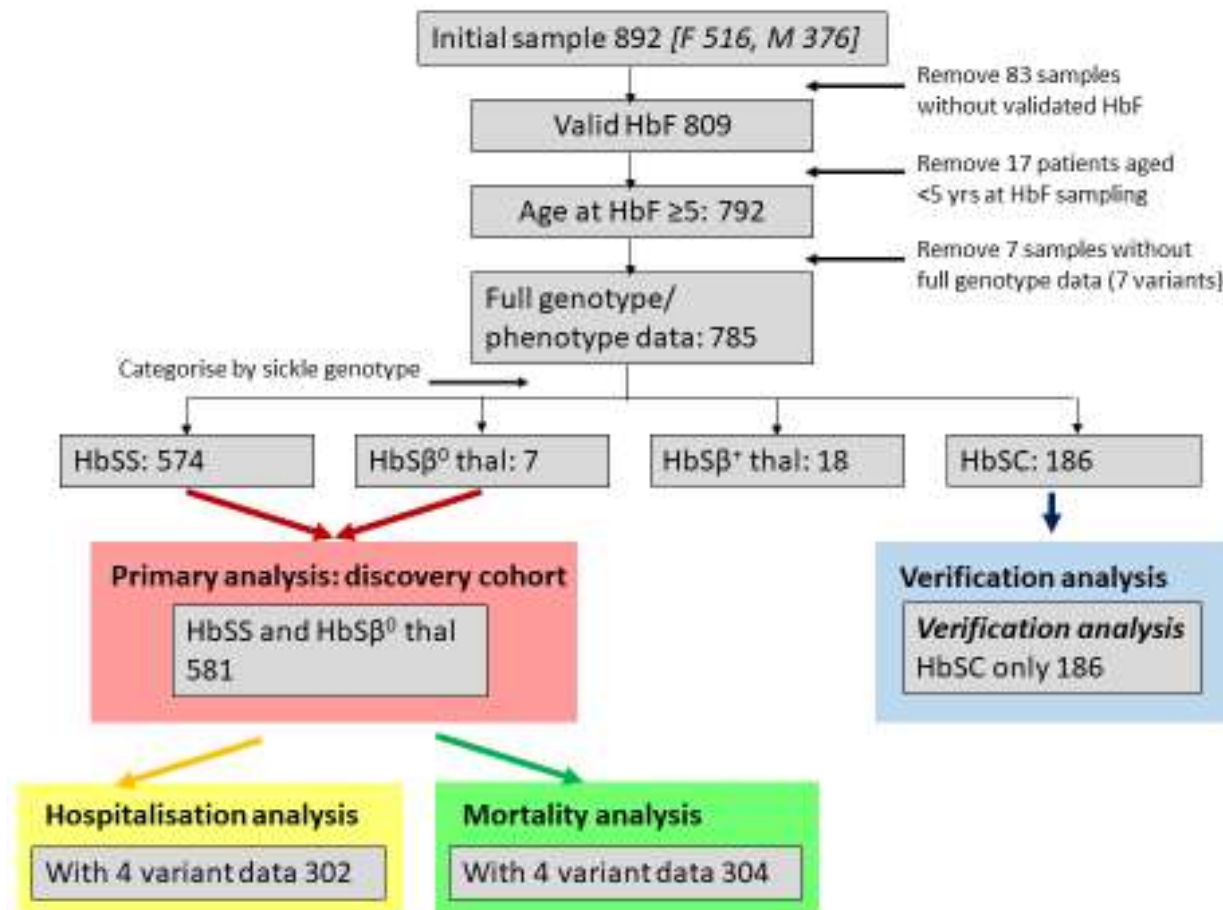 Initial sample 892 [F 516, M 376]
Remove 83 samples
without validated HbF
Valid HbF 809
Remove 17 patients aged
<5 yrs at HbF sampling
Age at HbF ≥5: 792
Remove 7 samples without
full genotype data (7 variants)
Full genotype/
phenotype data: 785
Categorise by sickle genotype
HbSS: 574
HbSβ⁰ thal: 7
HbSβ⁺ thal: 18
HbSC: 186
Primary analysis: discovery cohort
HbSS and HbSβ⁰ thal
581
Verification analysis
Verification analysis
HbSC only 186
Hospitalisation analysis
With 4 variant data 302
Mortality analysis
With 4 variant data 304